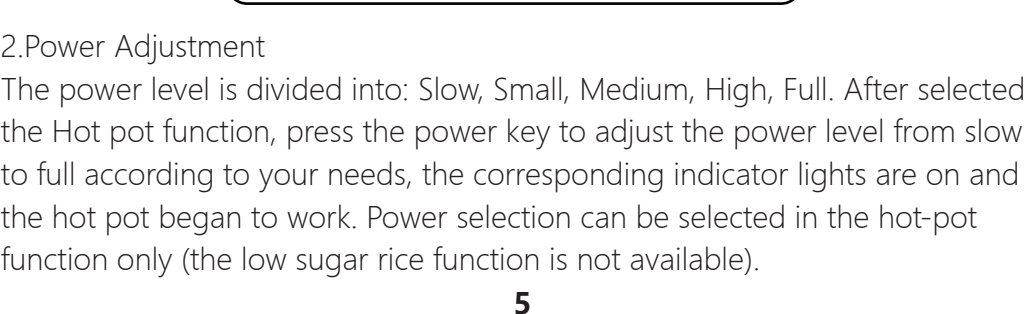 2.Power Adjustment
The power level is divided into: Slow, Small, Medium, High, Full. After selected
the Hot pot function, press the power key to adjust the power level from slow
to full according to your needs, the corresponding indicator lights are on and
the hot pot began to work. Power selection can be selected in the hot-pot
function only (the low sugar rice function is not available).
5